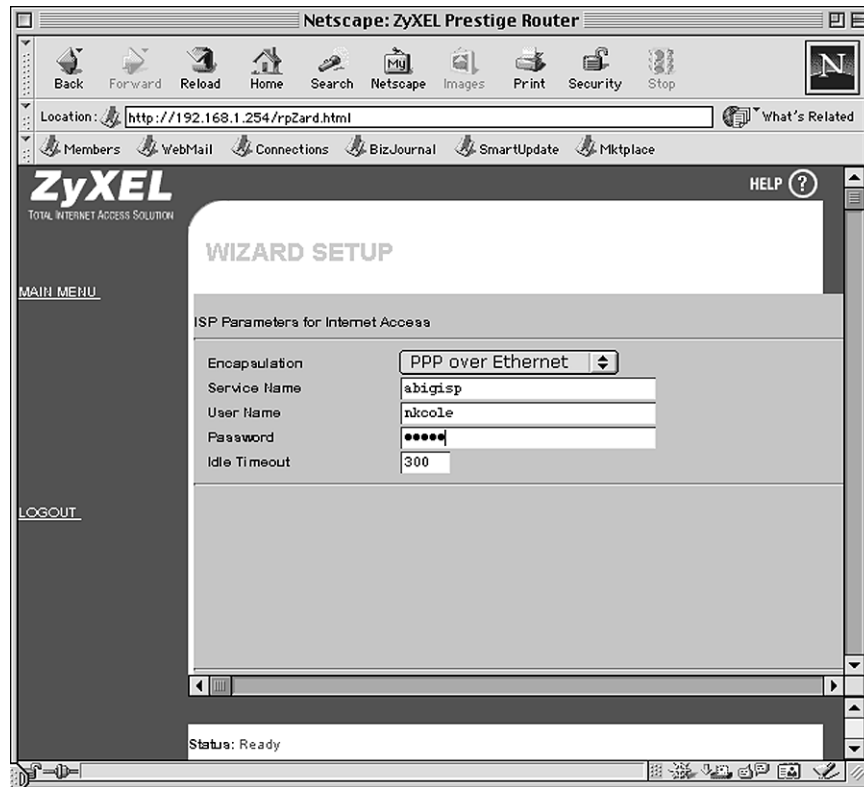 Netscape: ZyXEL Prestige Router
Back Forward Reload Home Search Netscape Images Print Security Stop
My
N
Location: http://192.168.1.254/rpZard.html What's Related
Members WebMail Connections BizJournal SmartUpdate Mktplace
ZyXEL
TOTAL INTERNET ACCESS SOLUTION
HELP ?
WIZARD SETUP
MAIN MENU
ISP Parameters for Internet Access
Encapsulation PPP over Ethernet
Service Name abigisp
User Name nkcole
Password •••••
Idle Timeout 300
LOGOUT
Status: Ready